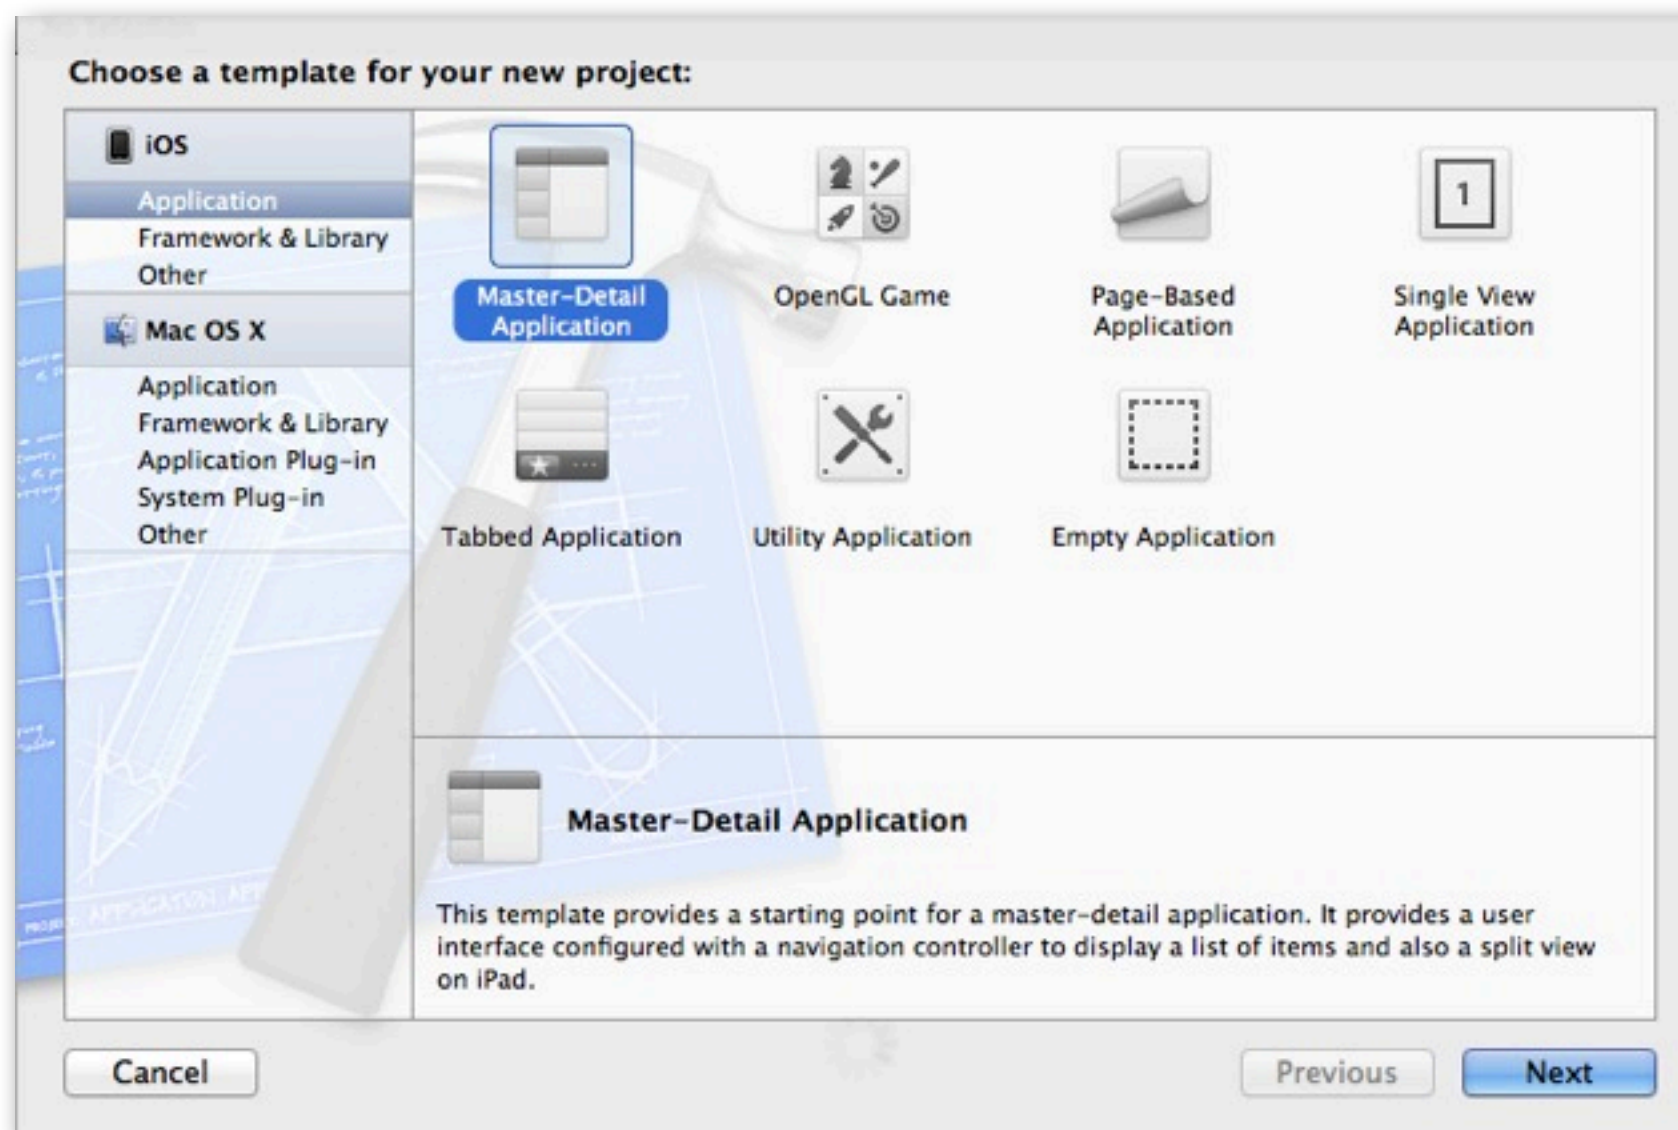 Choose a template for your new project:
iOS
Application
Framework & Library
Other
Mac OS X
Application
Framework & Library
Application Plug-in
System Plug-in
Other
Master-Detail
Application
OpenGL Game
Page-Based
Application
1
Single View
Application
Tabbed Application
Utility Application
Empty Application
Master-Detail Application
This template provides a starting point for a master-detail application. It provides a user
interface configured with a navigation controller to display a list of items and also a split view
on iPad.
Cancel
Previous
Next